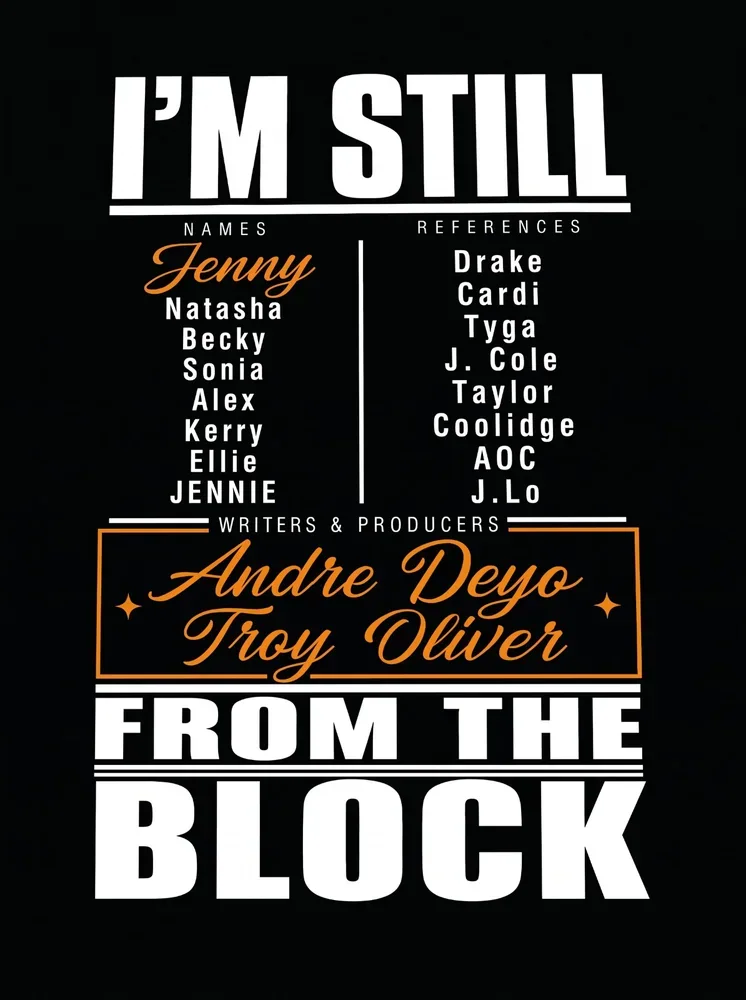 I'M STILL
NAMES
Jenny
Natasha
Becky
Sonia
Alex
Kerry
Ellie
JENNIE
REFERENCES
Drake
Cardi
Tyga
J. Cole
Taylor
Coolidge
AOC
J.Lo
WRITERS & PRODUCERS
Andre Deyo
Troy Oliver
FROM THE
BLOCK